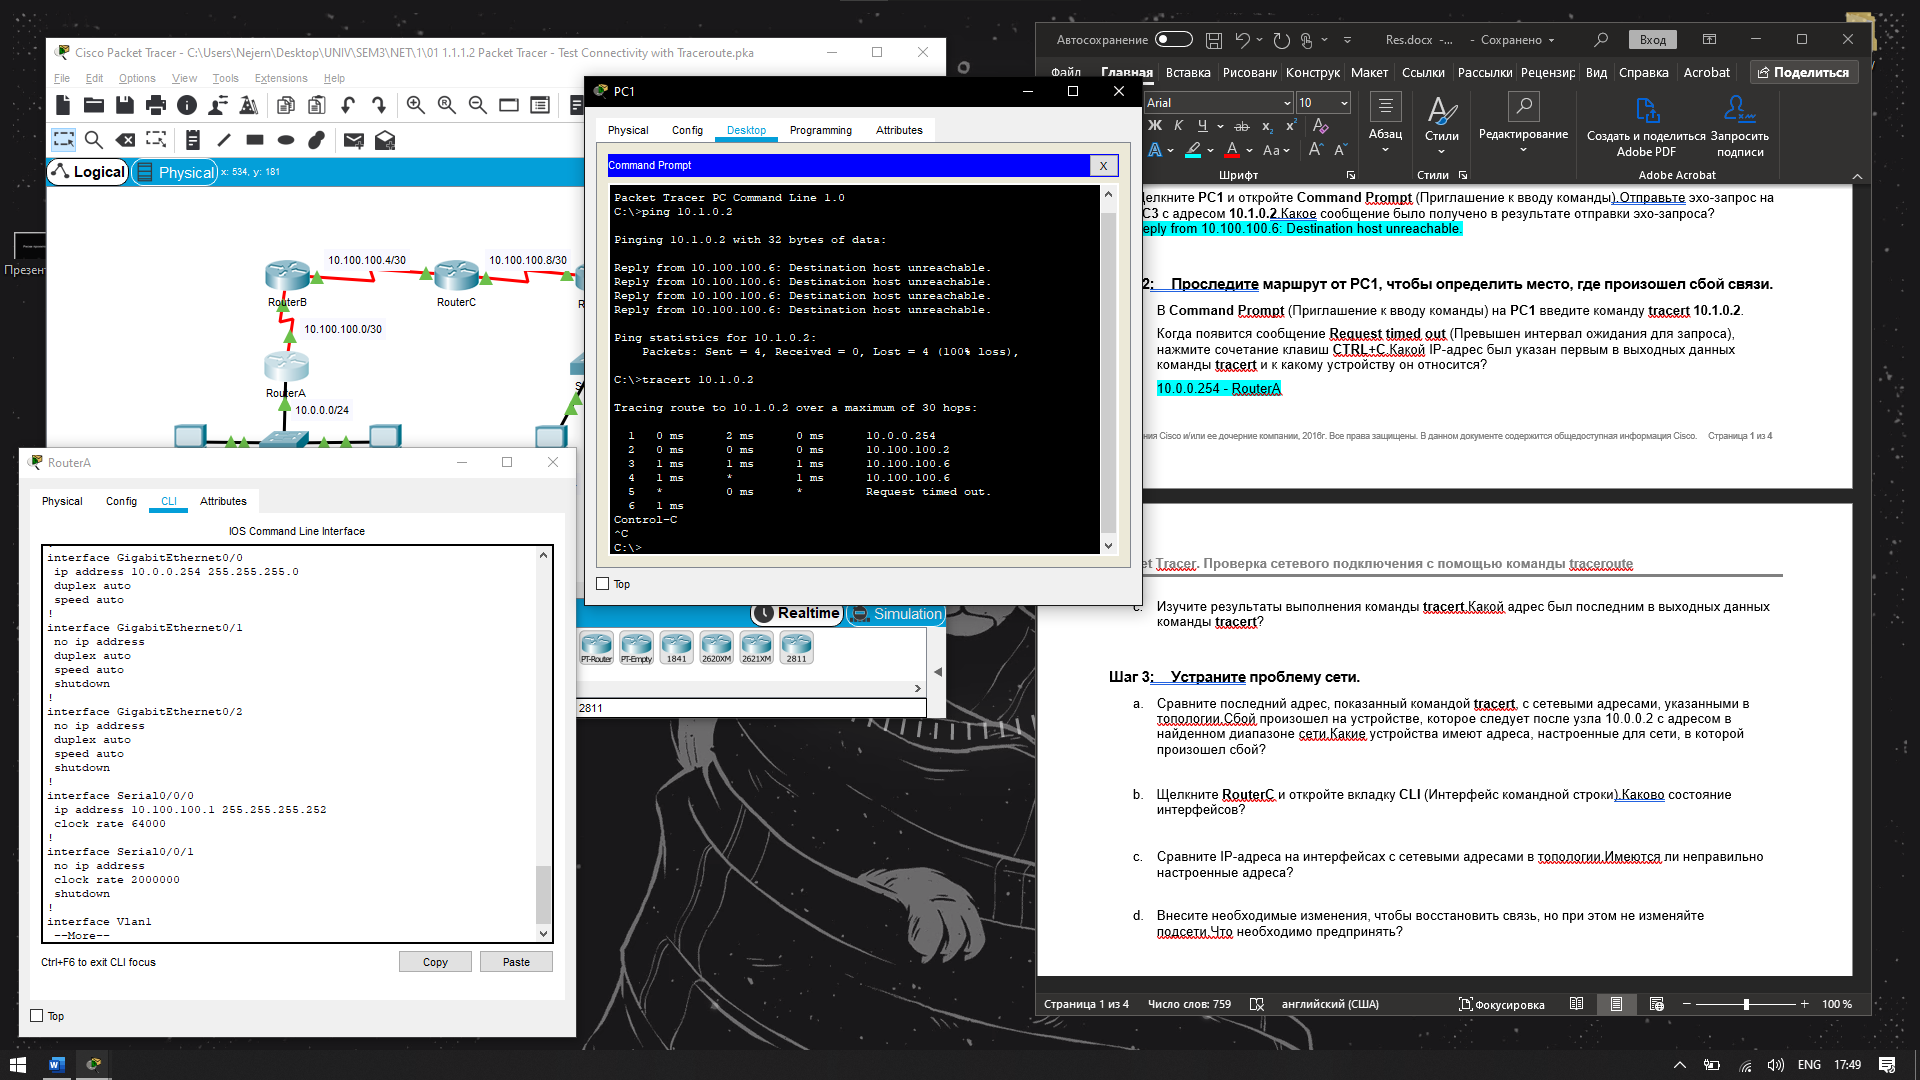 Cisco Packet Tracer - C:\Users\Nejern\Desktop\UNIV\SEM3\NET\1\01 1.1.1.2 Packet Tracer - Test Connectivity with Traceroute.pka
File Edit Options View Tools Extensions Help
Logical
Physical x: 534, y: 181
10.100.100.4/30
10.100.100.8/30
RouterB
RouterC
R
10.100.100.0/30
RouterA
10.0.0.0/24
S
Презент
PC1
Physical Config Desktop Programming Attributes
Command Prompt
X
Packet Tracer PC Command Line 1.0
C:\>ping 10.1.0.2
Pinging 10.1.0.2 with 32 bytes of data:
Reply from 10.100.100.6: Destination host unreachable.
Reply from 10.100.100.6: Destination host unreachable.
Reply from 10.100.100.6: Destination host unreachable.
Reply from 10.100.100.6: Destination host unreachable.
Ping statistics for 10.1.0.2:
Packets: Sent = 4, Received = 0, Lost = 4 (100% loss),
C:\>tracert 10.1.0.2
Tracing route to 10.1.0.2 over a maximum of 30 hops:
1 0 ms 2 ms 0 ms 10.0.0.254
2 0 ms 0 ms 0 ms 10.100.100.2
3 1 ms 1 ms 1 ms 10.100.100.6
4 1 ms * 1 ms 10.100.100.6
5 * 0 ms * Request timed out.
6 1 ms
Control-C
^C
C:\>
Top
RouterA
Physical Config CLI Attributes
IOS Command Line Interface
interface GigabitEthernet0/0
ip address 10.0.0.254 255.255.255.0
duplex auto
speed auto
!
interface GigabitEthernet0/1
no ip address
duplex auto
speed auto
shutdown
!
interface GigabitEthernet0/2
no ip address
duplex auto
speed auto
shutdown
!
interface Serial0/0/0
ip address 10.100.100.1 255.255.255.252
clock rate 64000
!
interface Serial0/0/1
no ip address
clock rate 2000000
shutdown
!
interface Vlan1
--More--
Ctrl+F6 to exit CLI focus
Copy Paste
Top
Realtime Simulation
PT-Router PT-Empty 1841 2620XM 2621XM 2811
2811
Автосохранение Res.docx -... - Сохранено Вход
Файл Главная Вставка Рисовани Конструк Макет Ссылки Рассылки Рецензир Вид Справка Acrobat Поделиться
Arial 10
Ж К Ч ab x₂ x²
A A Aa A A
Шрифт
Абзац
Стили
Стили
Редактирование
Создать и поделиться Adobe PDF
Запросить подписи
Adobe Acrobat
елкните PC1 и откройте Command Prompt (Приглашение к вводу команды).Отправьте эхо-запрос на
C3 с адресом 10.1.0.2.Какое сообщение было получено в результате отправки эхо-запроса?
eply from 10.100.100.6: Destination host unreachable.
2: Проследите маршрут от PC1, чтобы определить место, где произошел сбой связи.
В Command Prompt (Приглашение к вводу команды) на PC1 введите команду tracert 10.1.0.2.
Когда появится сообщение Request timed out (Превышен интервал ожидания для запроса),
нажмите сочетание клавиш CTRL+C.Какой IP-адрес был указан первым в выходных данных
команды tracert и к какому устройству он относится?
10.0.0.254 - RouterA
ния Cisco и/или ее дочерние компании, 2016г. Все права защищены. В данном документе содержится общедоступная информация Cisco. Страница 1 из 4
et Tracer. Проверка сетевого подключения с помощью команды traceroute
c. Изучите результаты выполнения команды tracert.Какой адрес был последним в выходных данных
команды tracert?
Шаг 3: Устраните проблему сети.
a. Сравните последний адрес, показанный командой tracert, с сетевыми адресами, указанными в
топологии.Сбой произошел на устройстве, которое следует после узла 10.0.0.2 с адресом в
найденном диапазоне сети.Какие устройства имеют адреса, настроенные для сети, в которой
произошел сбой?
b. Щелкните RouterC и откройте вкладку CLI (Интерфейс командной строки).Каково состояние
интерфейсов?
c. Сравните IP-адреса на интерфейсах с сетевыми адресами в топологии.Имеются ли неправильно
настроенные адреса?
d. Внесите необходимые изменения, чтобы восстановить связь, но при этом не изменяйте
подсети.Что необходимо предпринять?
Страница 1 из 4 Число слов: 759 английский (США) Фокусировка 100 %
ENG 17:49